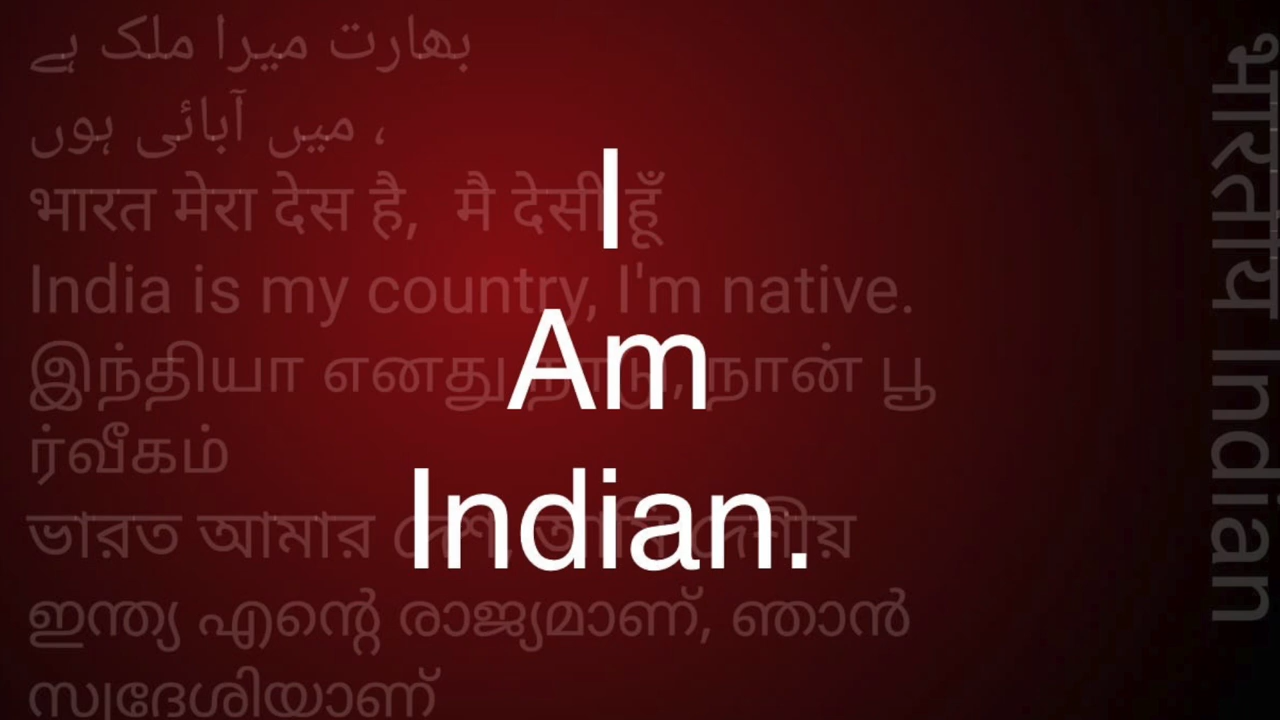 بھارت میرا ملک ہے
، میں آبائی ہوں
भारत मेरा देस है, मै देसी हूँ
India is my country, I'm native.
இந்தியா எனது நாடு, நான் பூ
ர்வீகம்
ভারত আমার দেশ, আমি দেশীয়
ഇന്ത്യ എന്റെ രാജ്യമാണ്, ഞാൻ
സ്വദേശിയാണ്
I
Am
Indian.
भारतीय Indian